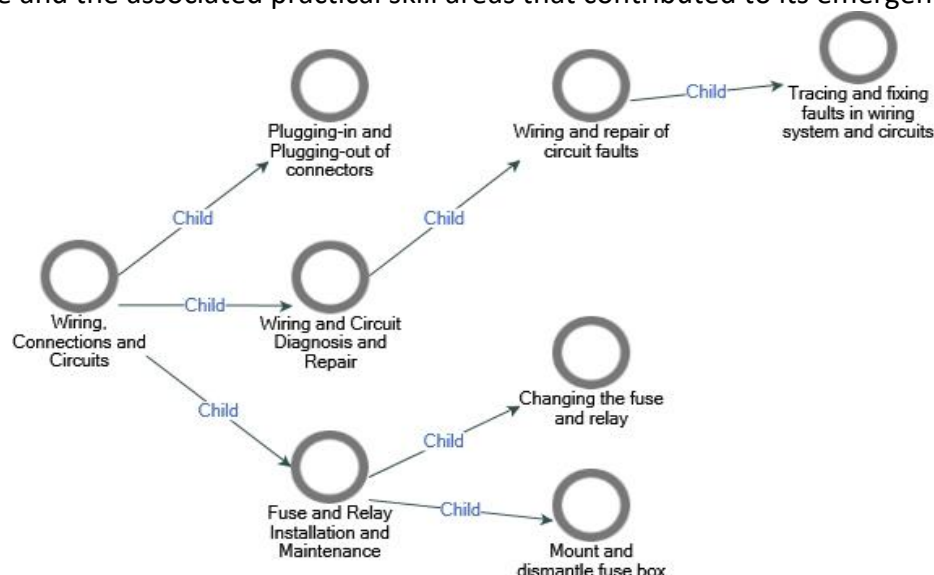 e and the associated practical skill areas that contributed to its emergen
Plugging-in and
Plugging-out of
connectors
Wiring and repair of
circuit faults
Child
Tracing and fixing
faults in wiring
system and circuits
Child
Child
Wiring,
Connections and
Circuits
Child
Wiring and Circuit
Diagnosis and
Repair
Child
Changing the fuse
and relay
Child
Fuse and Relay
Installation and
Maintenance
Child
Mount and
dismantle fuse box